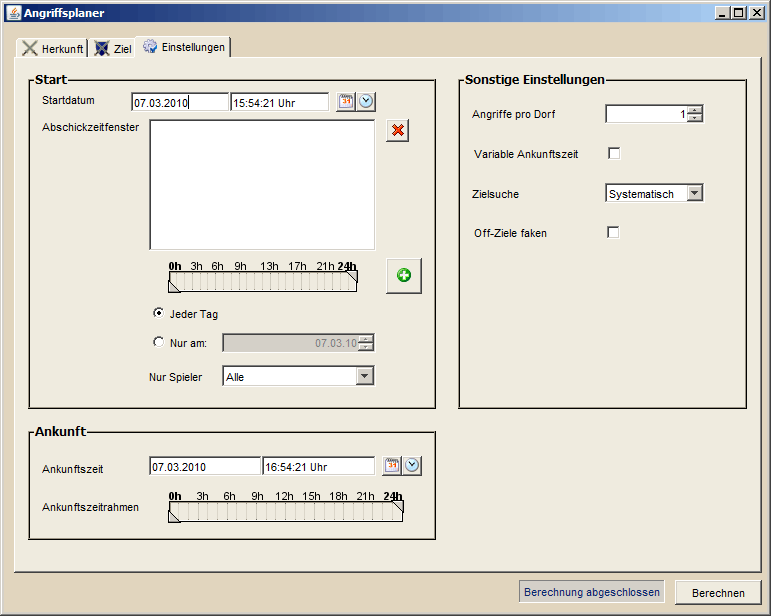 Angriffsplaner
Herkunft Ziel Einstellungen
Start
Startdatum 07.03.2010 15:54:21 Uhr 31
Abschickzeitfenster
0h 3h 6h 9h 13h 17h 21h 24h
Jeder Tag
Nur am: 07.03.10
Nur Spieler Alle
Ankunft
Ankunftszeit 07.03.2010 16:54:21 Uhr 31
Ankunftszeitrahmen 0h 3h 6h 9h 12h 15h 18h 21h 24h
Sonstige Einstellungen
Angriffe pro Dorf 1
Variable Ankunftszeit
Zielsuche Systematisch
Off-Ziele faken
Berechnung abgeschlossen Berechnen